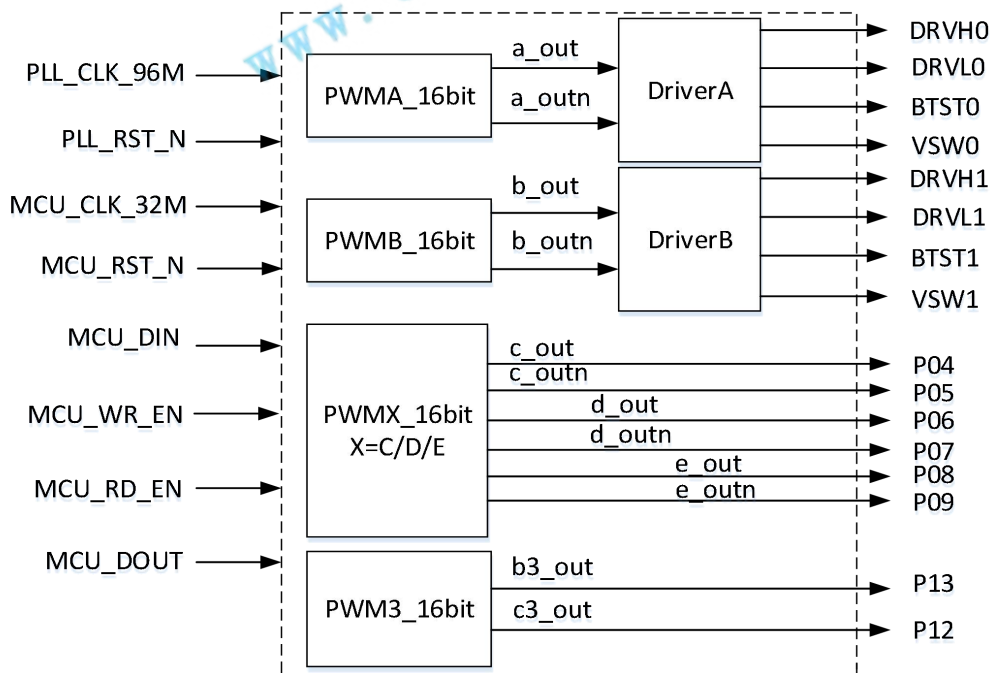 www.
PLL_CLK_96M
PLL_RST_N
MCU_CLK_32M
MCU_RST_N
MCU_DIN
MCU_WR_EN
MCU_RD_EN
MCU_DOUT
PWMA_16bit
a_out
a_outn
DriverA
DRVH0
DRVL0
BTST0
VSW0
PWMB_16bit
b_out
b_outn
DriverB
DRVH1
DRVL1
BTST1
VSW1
PWMX_16bit
X=C/D/E
c_out
c_outn
d_out
d_outn
e_out
e_outn
P04
P05
P06
P07
P08
P09
PWM3_16bit
b3_out
c3_out
P13
P12